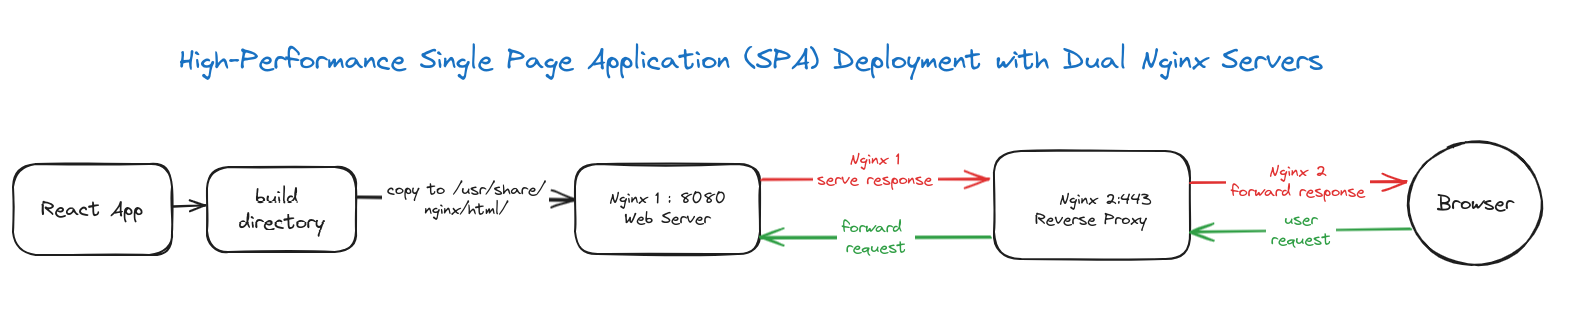 High-Performance Single Page Application (SPA) Deployment with Dual Nginx Servers
React App
build
directory
copy to /usr/share/
nginx/html/
Nginx 1 : 8080
Web Server
Nginx 1
serve response
forward
request
Nginx 2:443
Reverse Proxy
Nginx 2
forward response
user
request
Browser